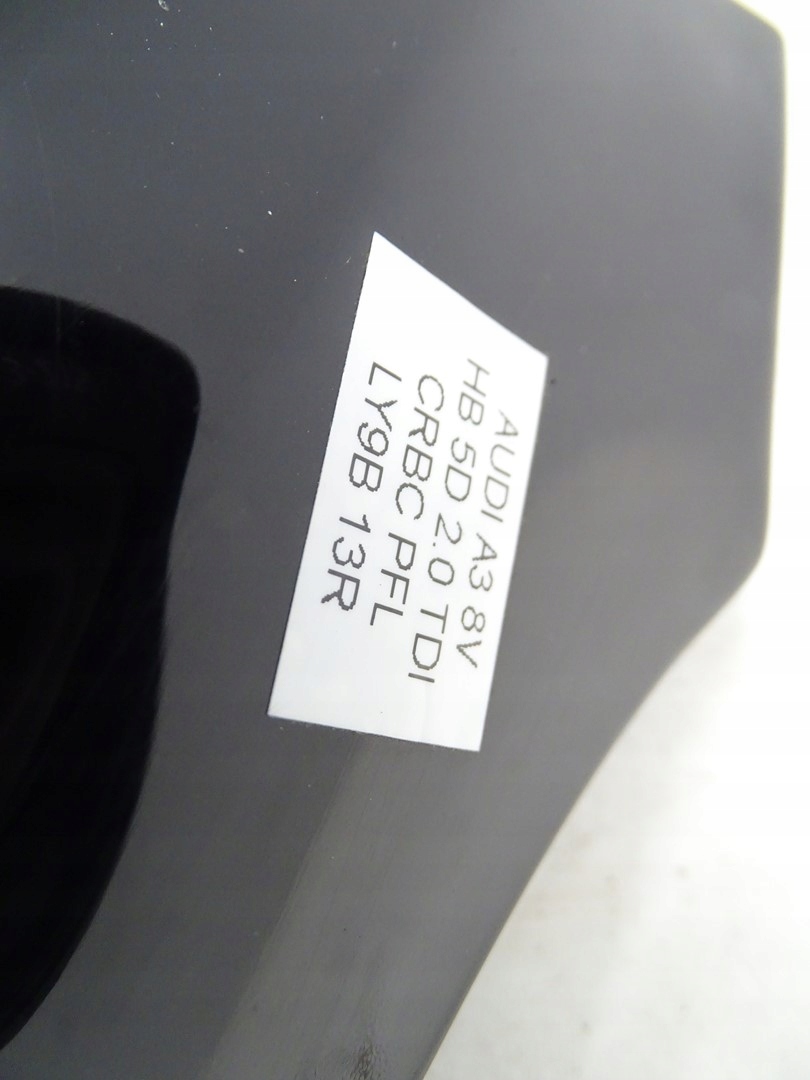 AUDI A3 8V
HB 5D 2.0 TDI
CRBC PFL
LY9B 13R